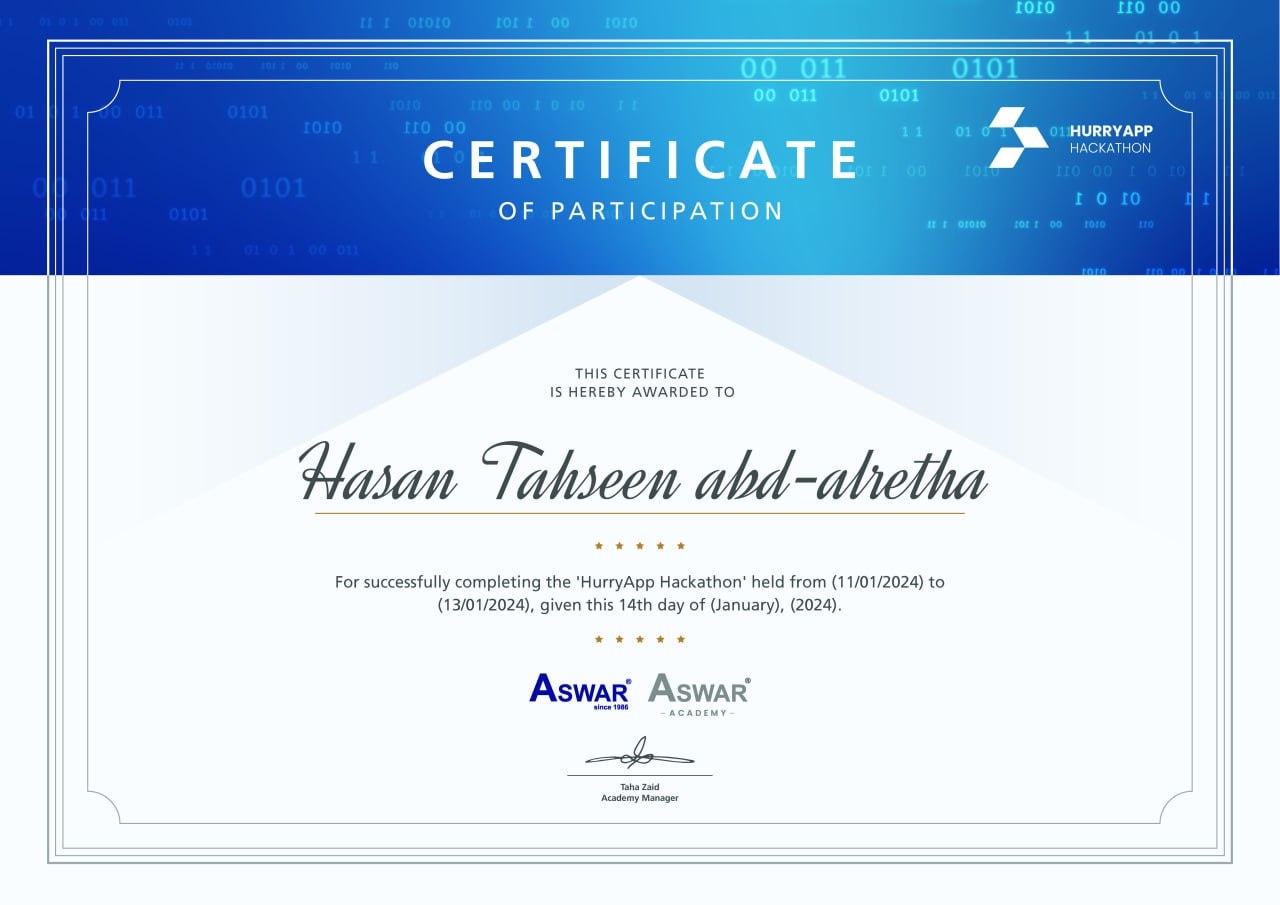 CERTIFICATE
OF PARTICIPATION
HURRYAPP
HACKATHON
THIS CERTIFICATE
IS HEREBY AWARDED TO
Hasan Tahseen abd-alretha
For successfully completing the 'HurryApp Hackathon' held from (11/01/2024) to
(13/01/2024), given this 14th day of (January), (2024).
ASWAR® ASWAR®
since 1986 -ACADEMY-
Taha Zaid
Academy Manager